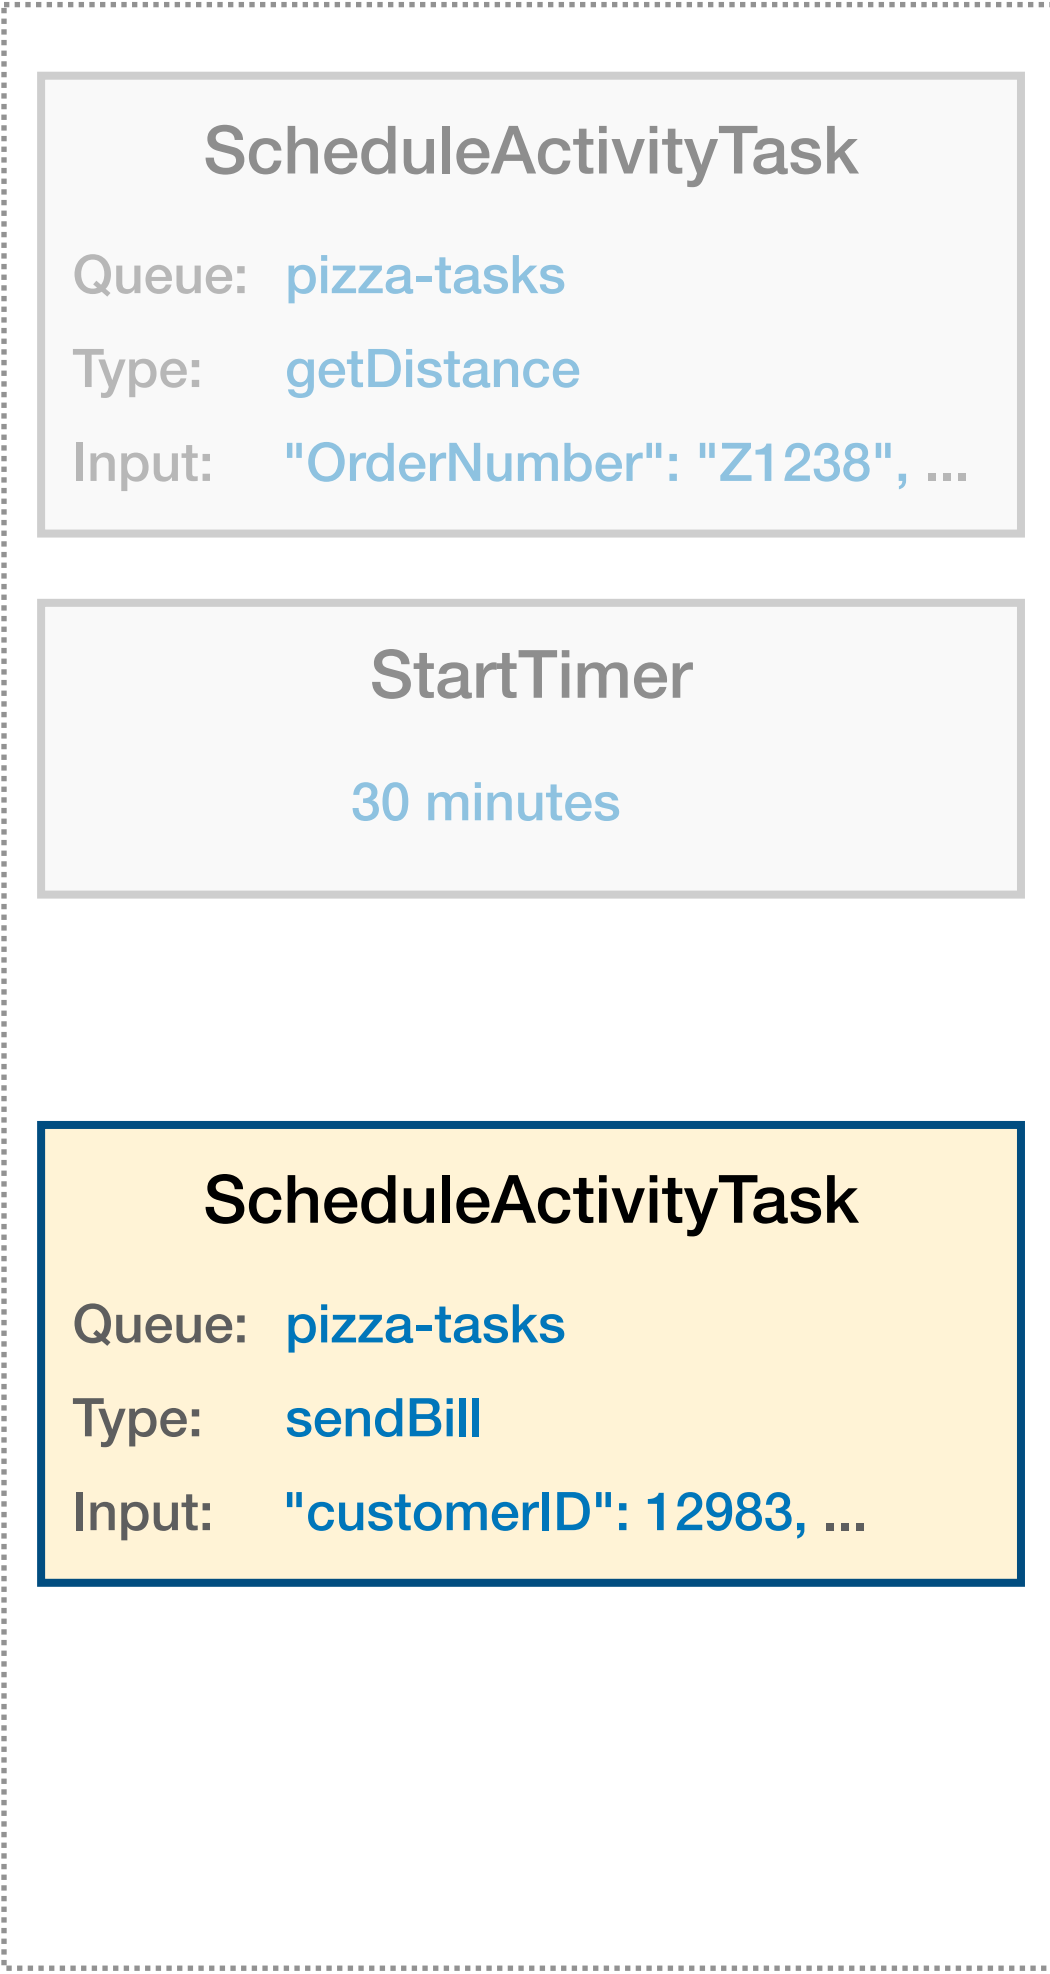 ScheduleActivityTask
Queue: pizza-tasks
Type: getDistance
Input: "OrderNumber": "Z1238", ...
StartTimer
30 minutes
ScheduleActivityTask
Queue: pizza-tasks
Type: sendBill
Input: "customerID": 12983, ...